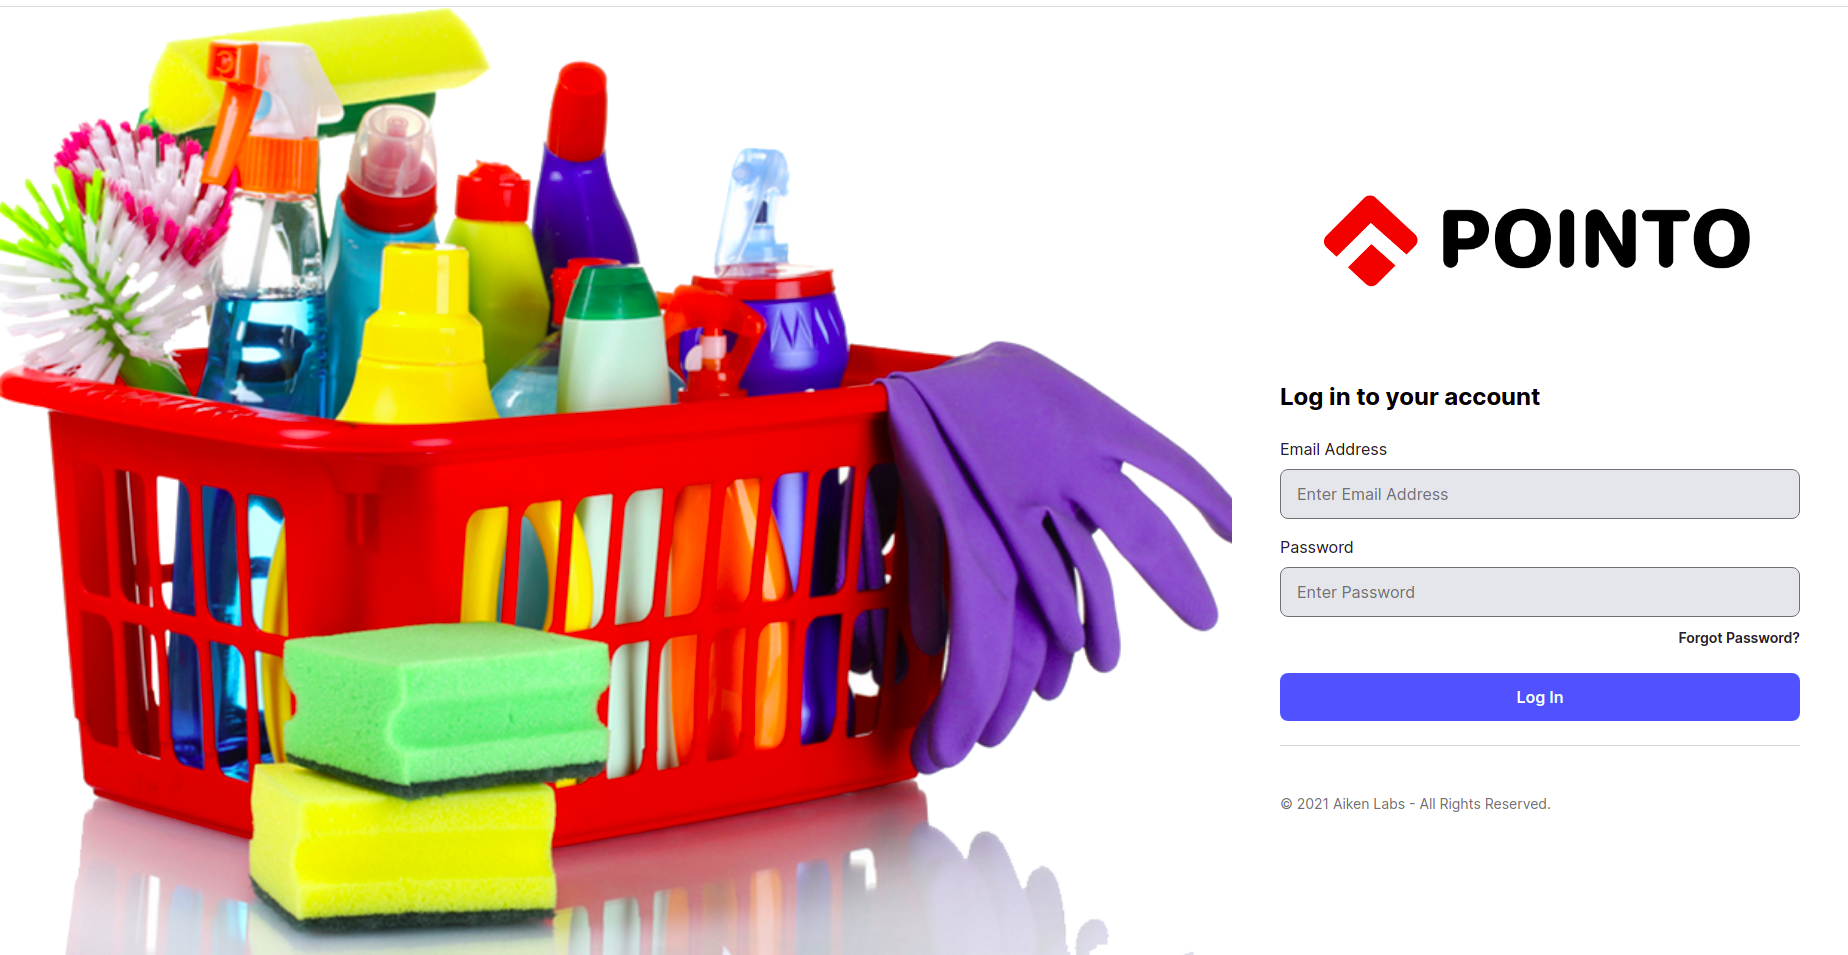 POINTO
Log in to your account
Email Address
Enter Email Address
Password
Enter Password
Forgot Password?
Log In
© 2021 Aiken Labs - All Rights Reserved.